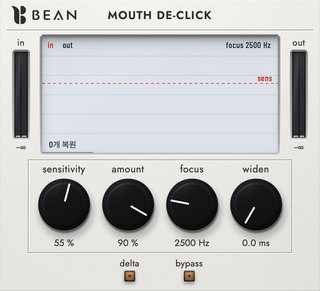 BEAN MOUTH DE-CLICK
in out
in out focus 2500 Hz
sens
0개 복원
-∞ -∞
sensitivity amount focus widen
55 % 90 % 2500 Hz 0.0 ms
delta bypass